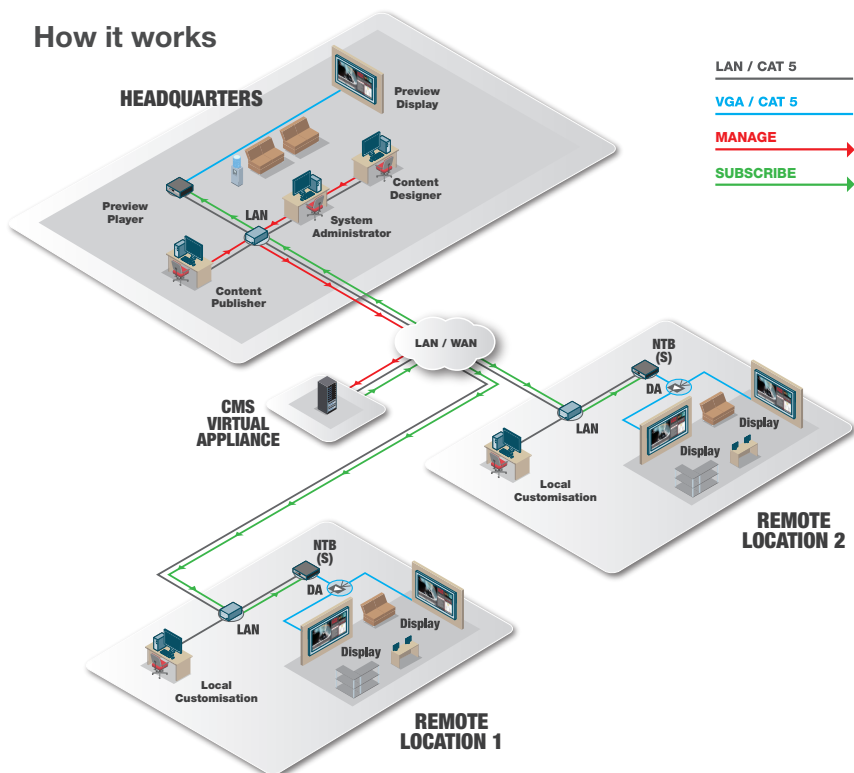 How it works
HEADQUARTERS
Preview
Display
Content
Designer
System
Administrator
LAN
Preview
Player
Content
Publisher
LAN / CAT 5
VGA / CAT 5
MANAGE
SUBSCRIBE
LAN / WAN
CMS
VIRTUAL
APPLIANCE
NTB
(S)
DA
LAN
Display
Display
Local
Customisation
REMOTE
LOCATION 2
NTB
(S)
DA
LAN
Display
Display
Local
Customisation
REMOTE
LOCATION 1